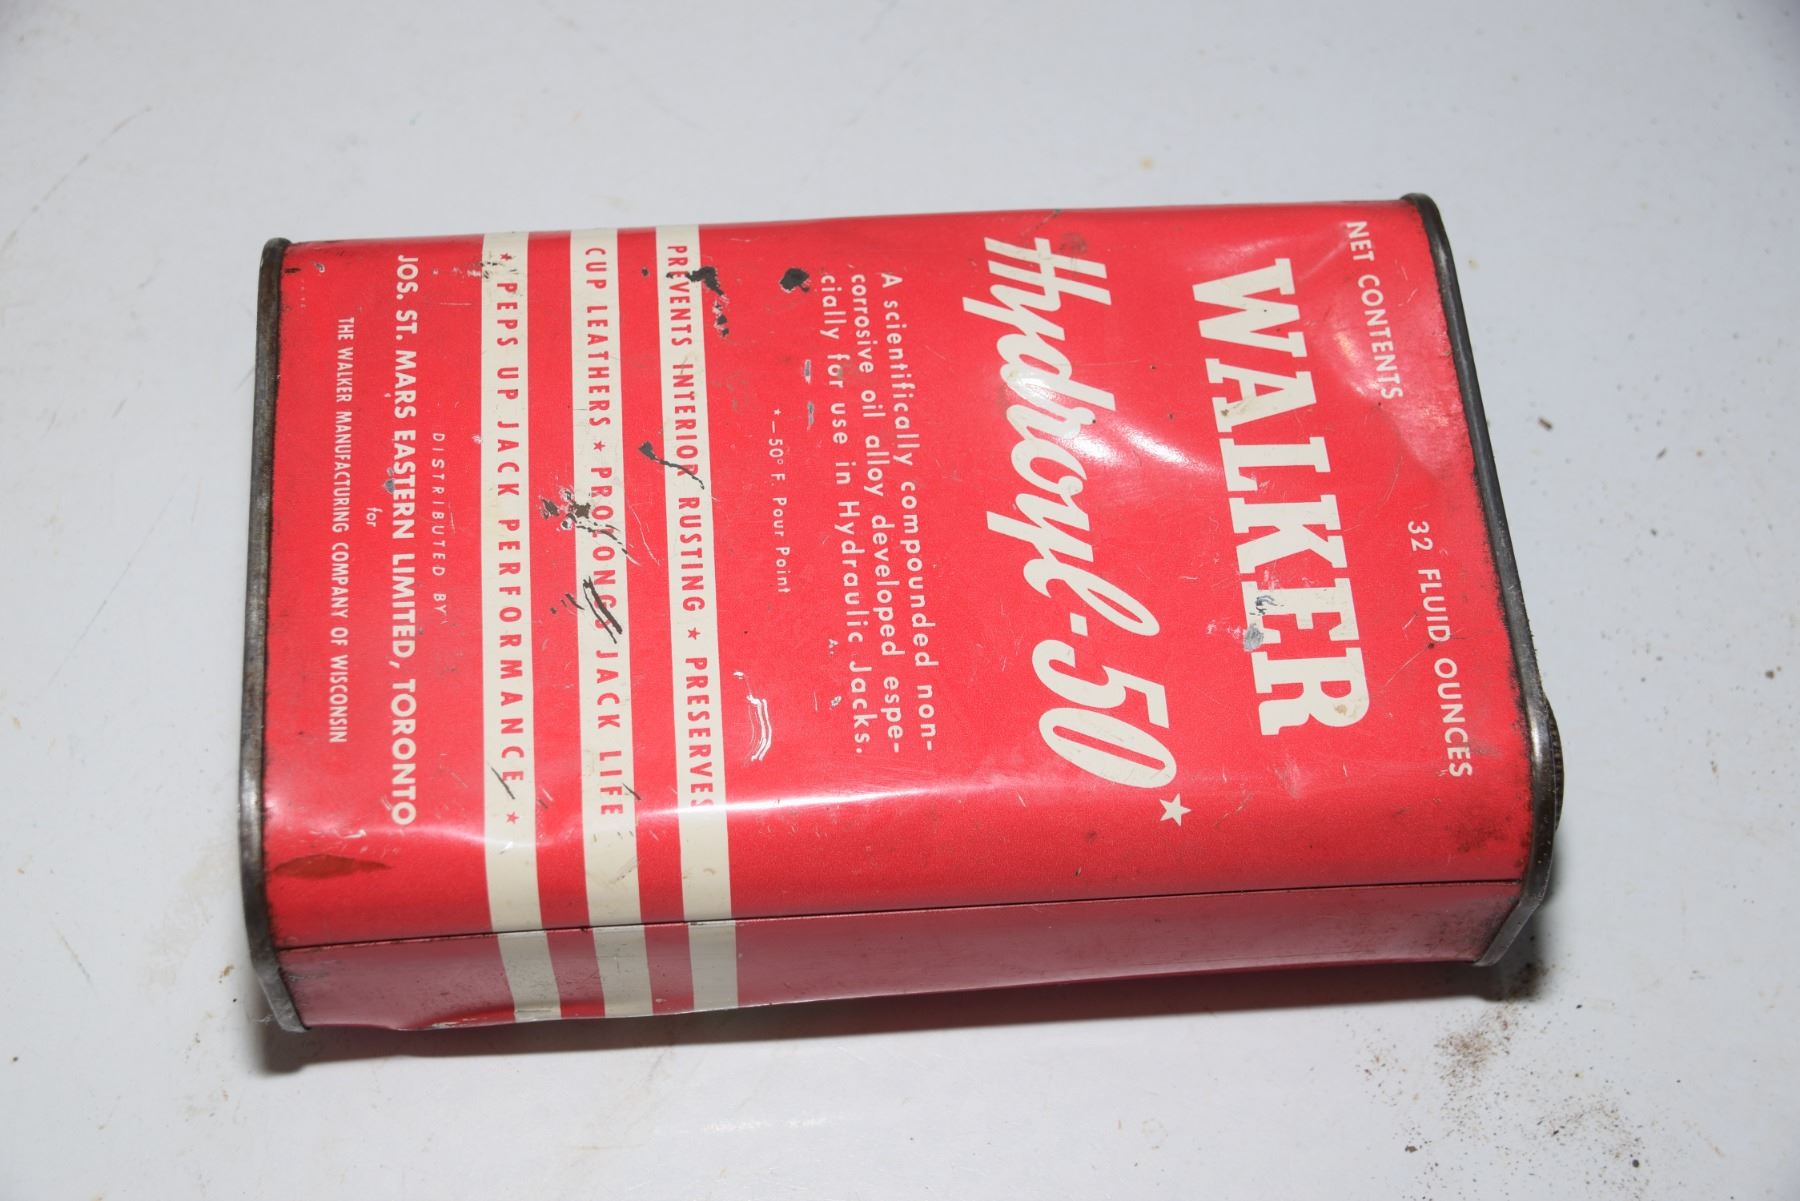 NET CONTENTS 32 FLUID OUNCES
WALKER
Hydroyl-50★
A scientifically compounded non-
corrosive oil alloy developed espe-
cially for use in Hydraulic Jacks.
★—50° F. Pour Point
PREVENTS INTERIOR RUSTING ★ PRESERVES
CUP LEATHERS ★ PROLONGS JACK LIFE
★ PEPS UP JACK PERFORMANCE ★
DISTRIBUTED BY
JOS. ST. MARS EASTERN LIMITED, TORONTO
for
THE WALKER MANUFACTURING COMPANY OF WISCONSIN